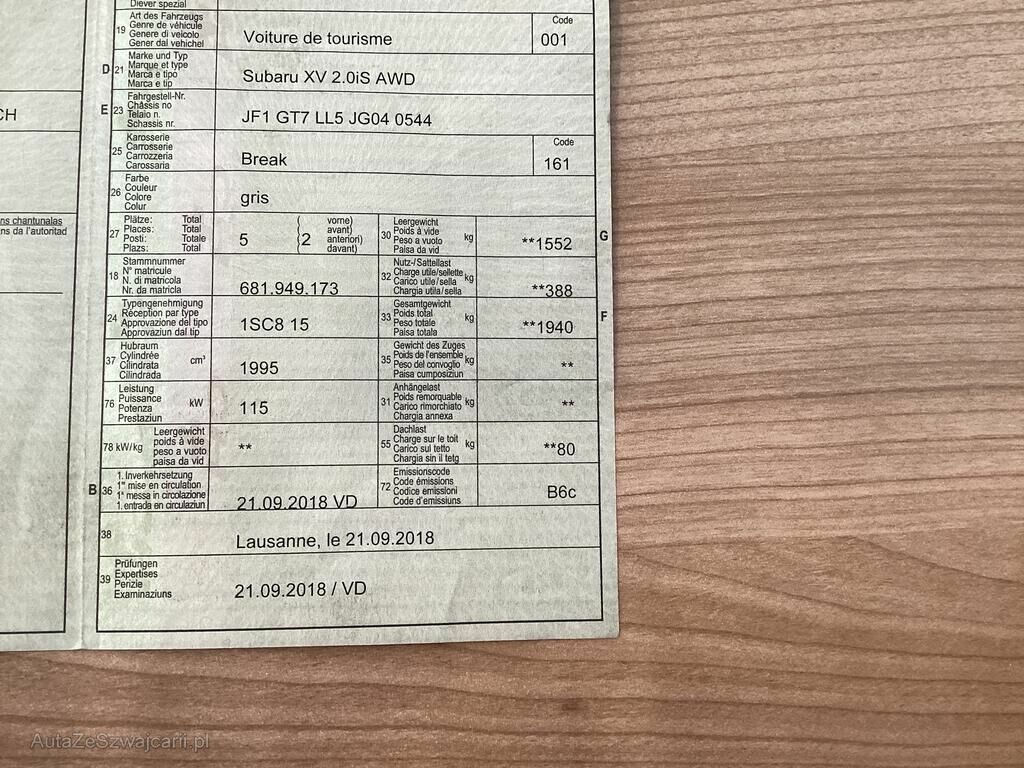 Divers spezial
19 Art des Fahrzeugs
Genre de véhicule
Genere di veicolo
Gener dal vehichel
Voiture de tourisme
Code
001
D 21 Marke und Typ
Marque et type
Marca e tipo
Marca e tip
Subaru XV 2.0iS AWD
E 23 Fahrgestell-Nr.
Châssis no
Telaio n.
Schassis nr.
JF1 GT7 LL5 JG04 0544
CH
25 Karosserie
Carrosserie
Carrozzeria
Carossaria
Break
Code
161
26 Farbe
Couleur
Colore
Colur
gris
ns chantunalas
ns da l'autoritad
27 Plätze: Total
Places: Total
Posti: Totale
Plazs: Total
5 (2 vorne)
avant)
anteriori)
davant)
30 Leergewicht
Poids à vide
Peso a vuoto
Paisa da vid
kg
**1552
G
18 Stammnummer
N° matricule
N. di matricola
Nr. da matricla
681.949.173
32 Nutz-/Sattellast
Charge utile/sellette
Carico utile/sella
Chargia utila/sella
kg
**388
24 Typengenehmigung
Réception par type
Approvazione del tipo
Approvaziun dal tip
1SC8 15
33 Gesamtgewicht
Poids total
Peso totale
Paisa totala
kg
**1940
F
37 Hubraum
Cylindrée
Cilindrata
Cilindrada
cm³
1995
35 Gewicht des Zuges
Poids de l'ensemble
Peso del convoglio
Paisa cumposiziun
kg
**
76 Leistung
Puissance
Potenza
Prestaziun
kW
115
31 Anhängelast
Poids remorquable
Carico rimorchiato
Chargia annexa
kg
**
78 kW/kg Leergewicht
poids à vide
peso a vuoto
paisa da vid
**
55 Dachlast
Charge sur le toit
Carico sul tetto
Chargia sin il tetg
kg
**80
B 36 1. Inverkehrsetzung
1re mise en circulation
1a messa in circolazione
1. entrada en circulaziun
21.09.2018 VD
72 Emissionscode
Code émissions
Codice emissioni
Code d'emissiuns
B6c
38
Lausanne, le 21.09.2018
39 Prüfungen
Expertises
Perizie
Examinaziuns
21.09.2018 / VD
AutaZeSzwajcarii.pl